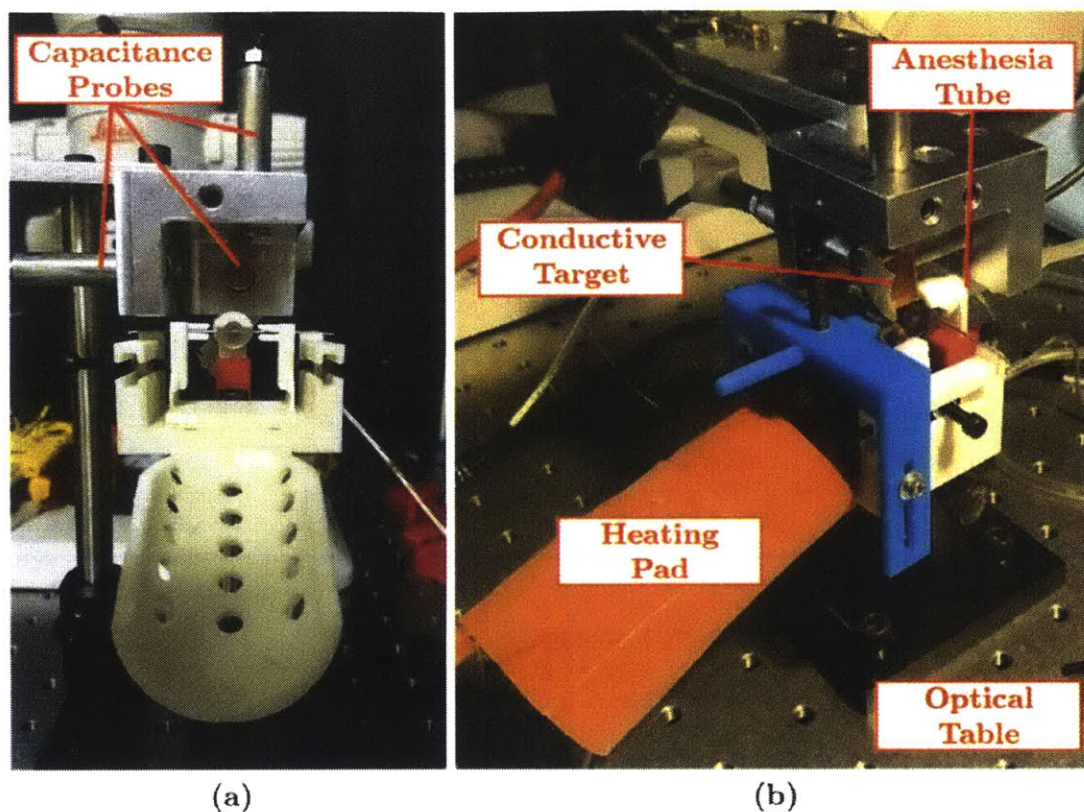 Capacitance
Probes
(a)
Anesthesia
Tube
Conductive
Target
Heating
Pad
Optical
Table
(b)